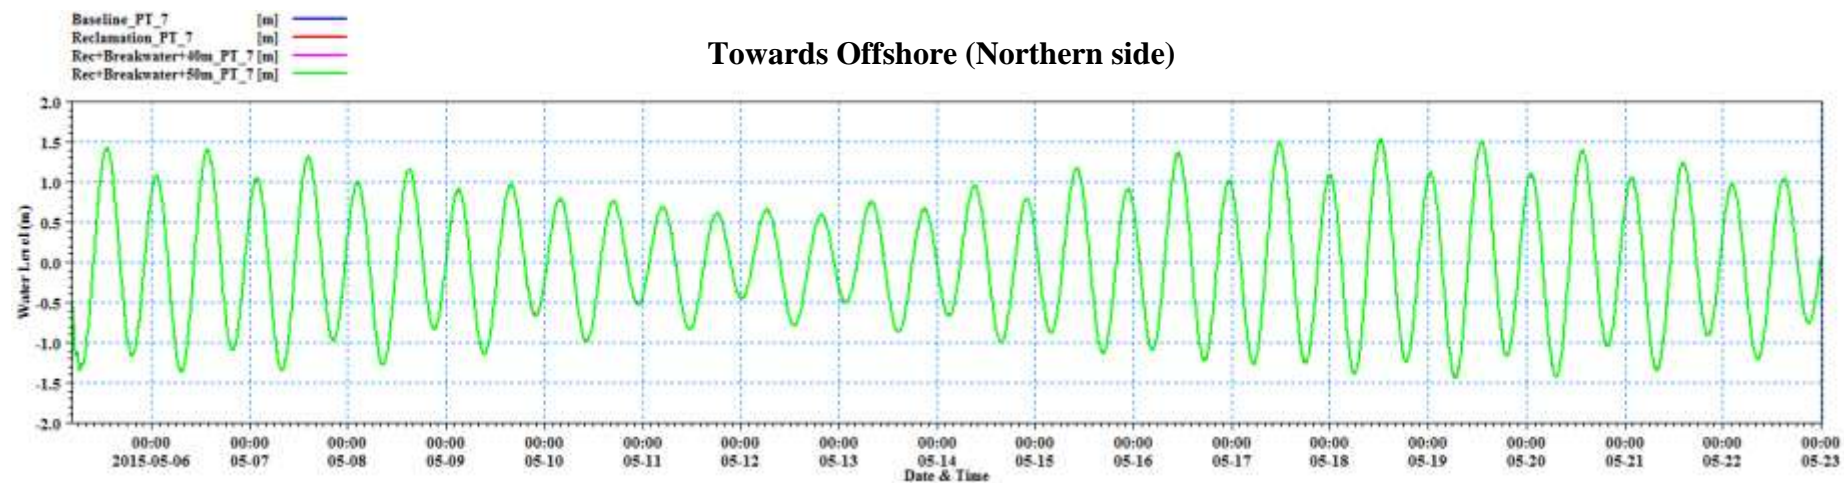 Baseline_PT_7 [m]
Reclamation_PT_7 [m]
Rec+Breakwater+40m_PT_7 [m]
Rec+Breakwater+50m_PT_7 [m]
Towards Offshore (Northern side)
2.0
1.5
1.0
0.5
0.0
-0.5
-1.0
-1.5
-2.0
Water Level (m)
00:00 00:00 00:00 00:00 00:00 00:00 00:00 00:00 00:00 00:00 00:00 00:00 00:00 00:00 00:00 00:00 00:00 00:00
2015-05-06 05-07 05-08 05-09 05-10 05-11 05-12 05-13 05-14 05-15 05-16 05-17 05-18 05-19 05-20 05-21 05-22 05-23
Date & Time